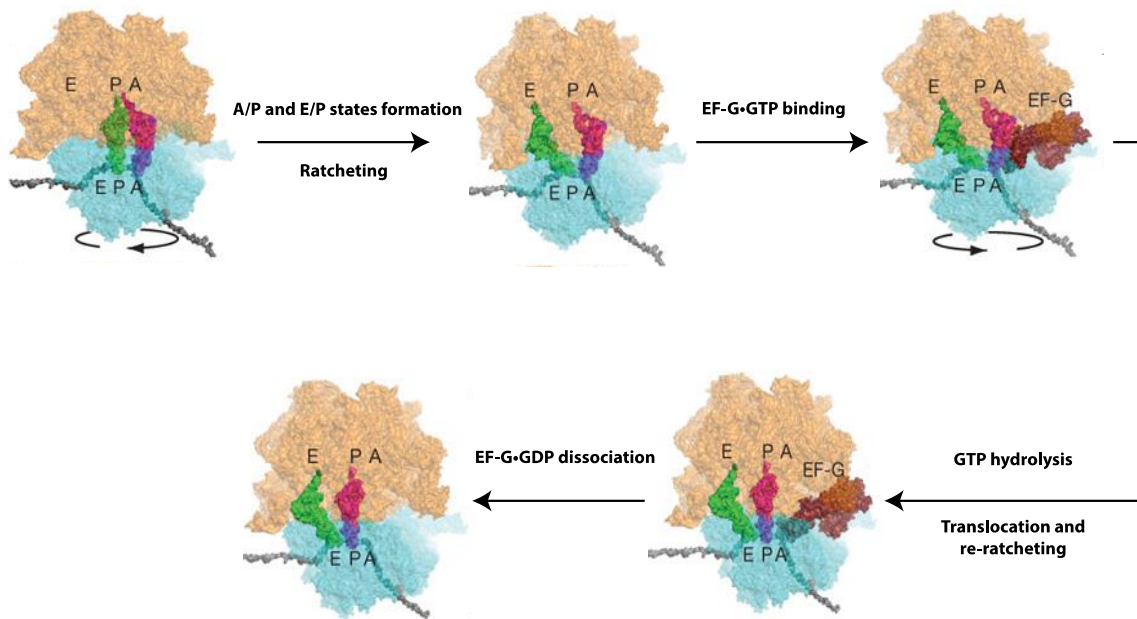 E P A
E P A
A/P and E/P states formation
Ratcheting
E P A
E P A
EF-G•GTP binding
E P A
EF-G
E P A
E P A
E P A
EF-G•GDP dissociation
E P A
EF-G
E P A
GTP hydrolysis
Translocation and
re-ratcheting